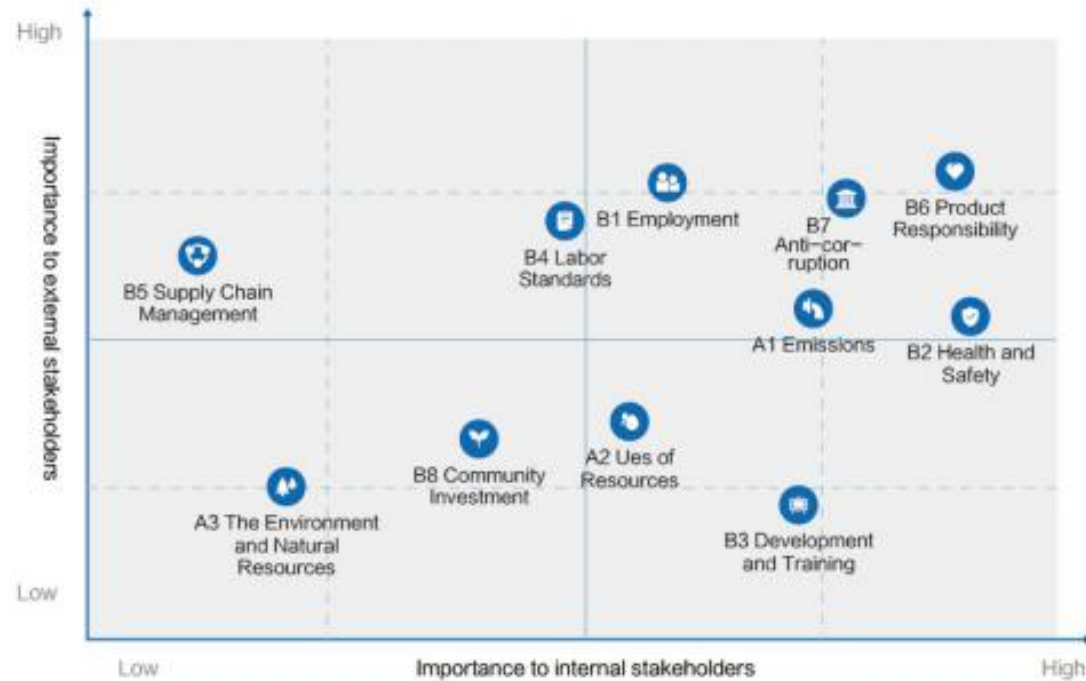 High
Importance to external stakeholders
B1 Employment
B6 Product
Responsibility
B7
Anti-cor-
ruption
B4 Labor
Standards
B5 Supply Chain
Management
A1 Emissions
B2 Health and
Safety
B8 Community
Investment
A2 Ues of
Resources
A3 The Environment
and Natural
Resources
B3 Development
and Training
Low
Low
Importance to internal stakeholders
High